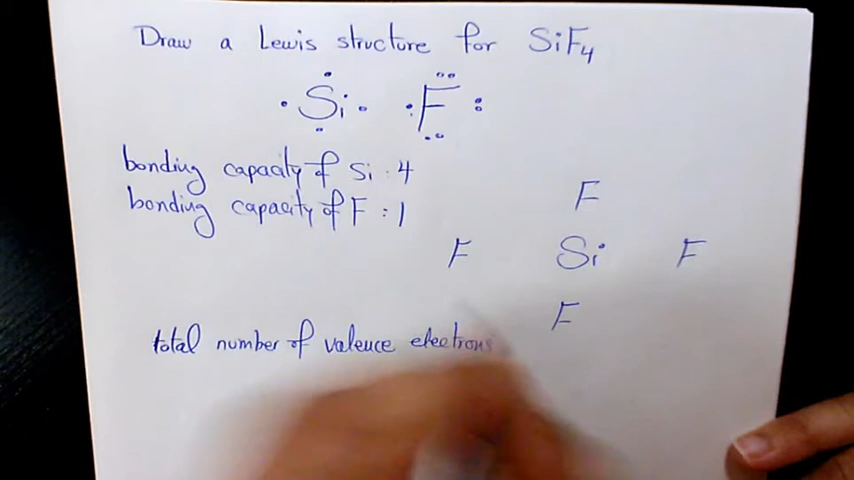 Draw a Lewis structure for SiF4
Si F
bonding capacity of Si : 4
bonding capacity of F : 1
F
F Si F
F
total number of valence electrons